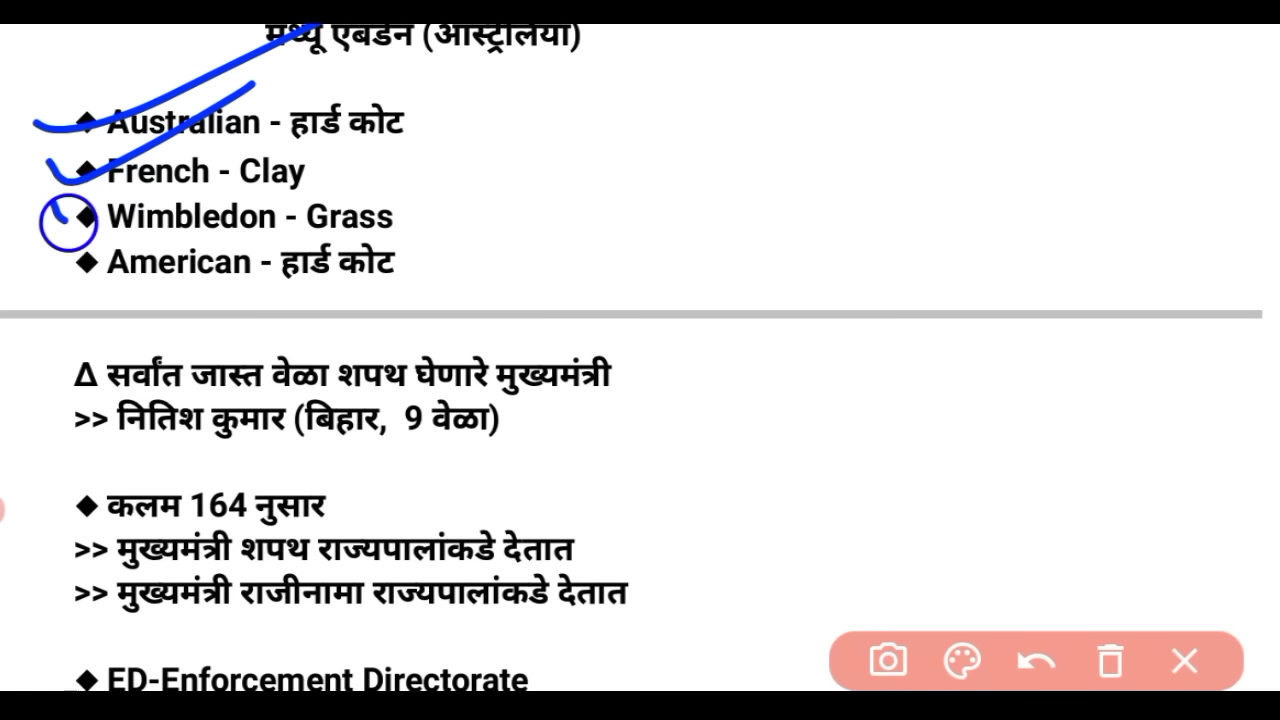 मॅथ्यू एबडेन (ऑस्ट्रेलिया)
◆ Australian - हार्ड कोट
◆ French - Clay
◆ Wimbledon - Grass
◆ American - हार्ड कोट
Δ सर्वांत जास्त वेळा शपथ घेणारे मुख्यमंत्री
>> नितिश कुमार (बिहार, 9 वेळा)
◆ कलम 164 नुसार
>> मुख्यमंत्री शपथ राज्यपालांकडे देतात
>> मुख्यमंत्री राजीनामा राज्यपालांकडे देतात
◆ ED-Enforcement Directorate